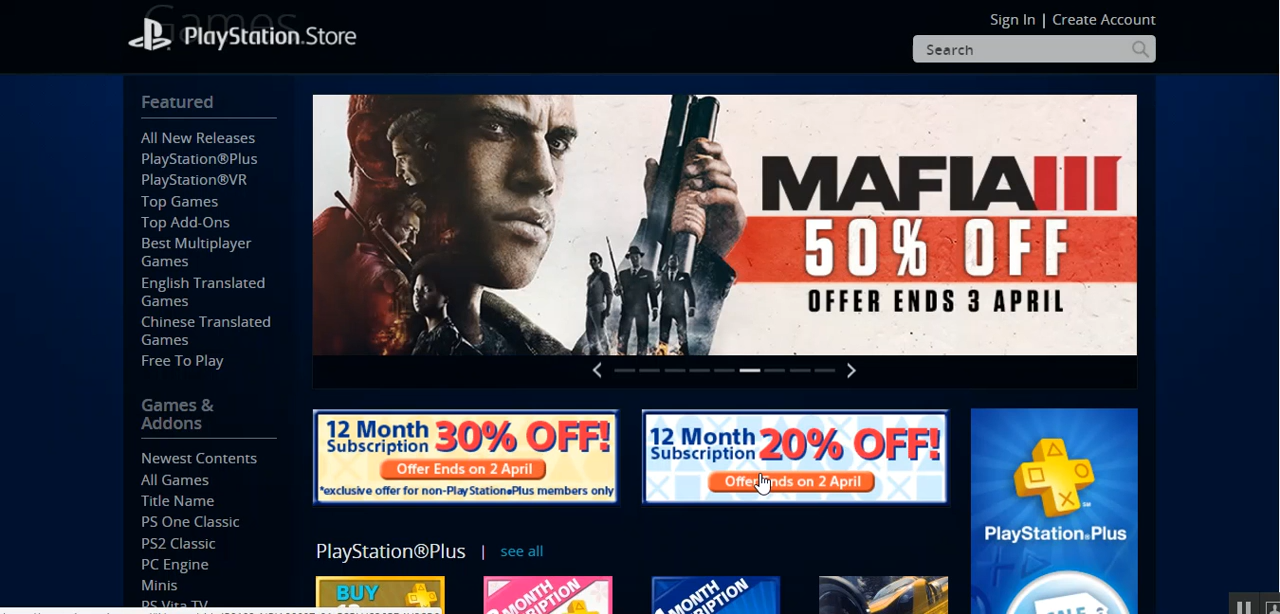 Games
PlayStation.Store
Sign In | Create Account
Search
Featured
All New Releases
PlayStation®Plus
PlayStation®VR
Top Games
Top Add-Ons
Best Multiplayer
Games
English Translated
Games
Chinese Translated
Games
Free To Play
Games &
Addons
Newest Contents
All Games
Title Name
PS One Classic
PS2 Classic
PC Engine
Minis
PS Vita TV
MAFIA III
50% OFF
OFFER ENDS 3 APRIL
12 Month
Subscription
30% OFF!
Offer Ends on 2 April
*exclusive offer for non-PlayStation®Plus members only
12 Month
Subscription
20% OFF!
Offer Ends on 2 April
PlayStation®Plus | see all
BUY
PlayStation®Plus